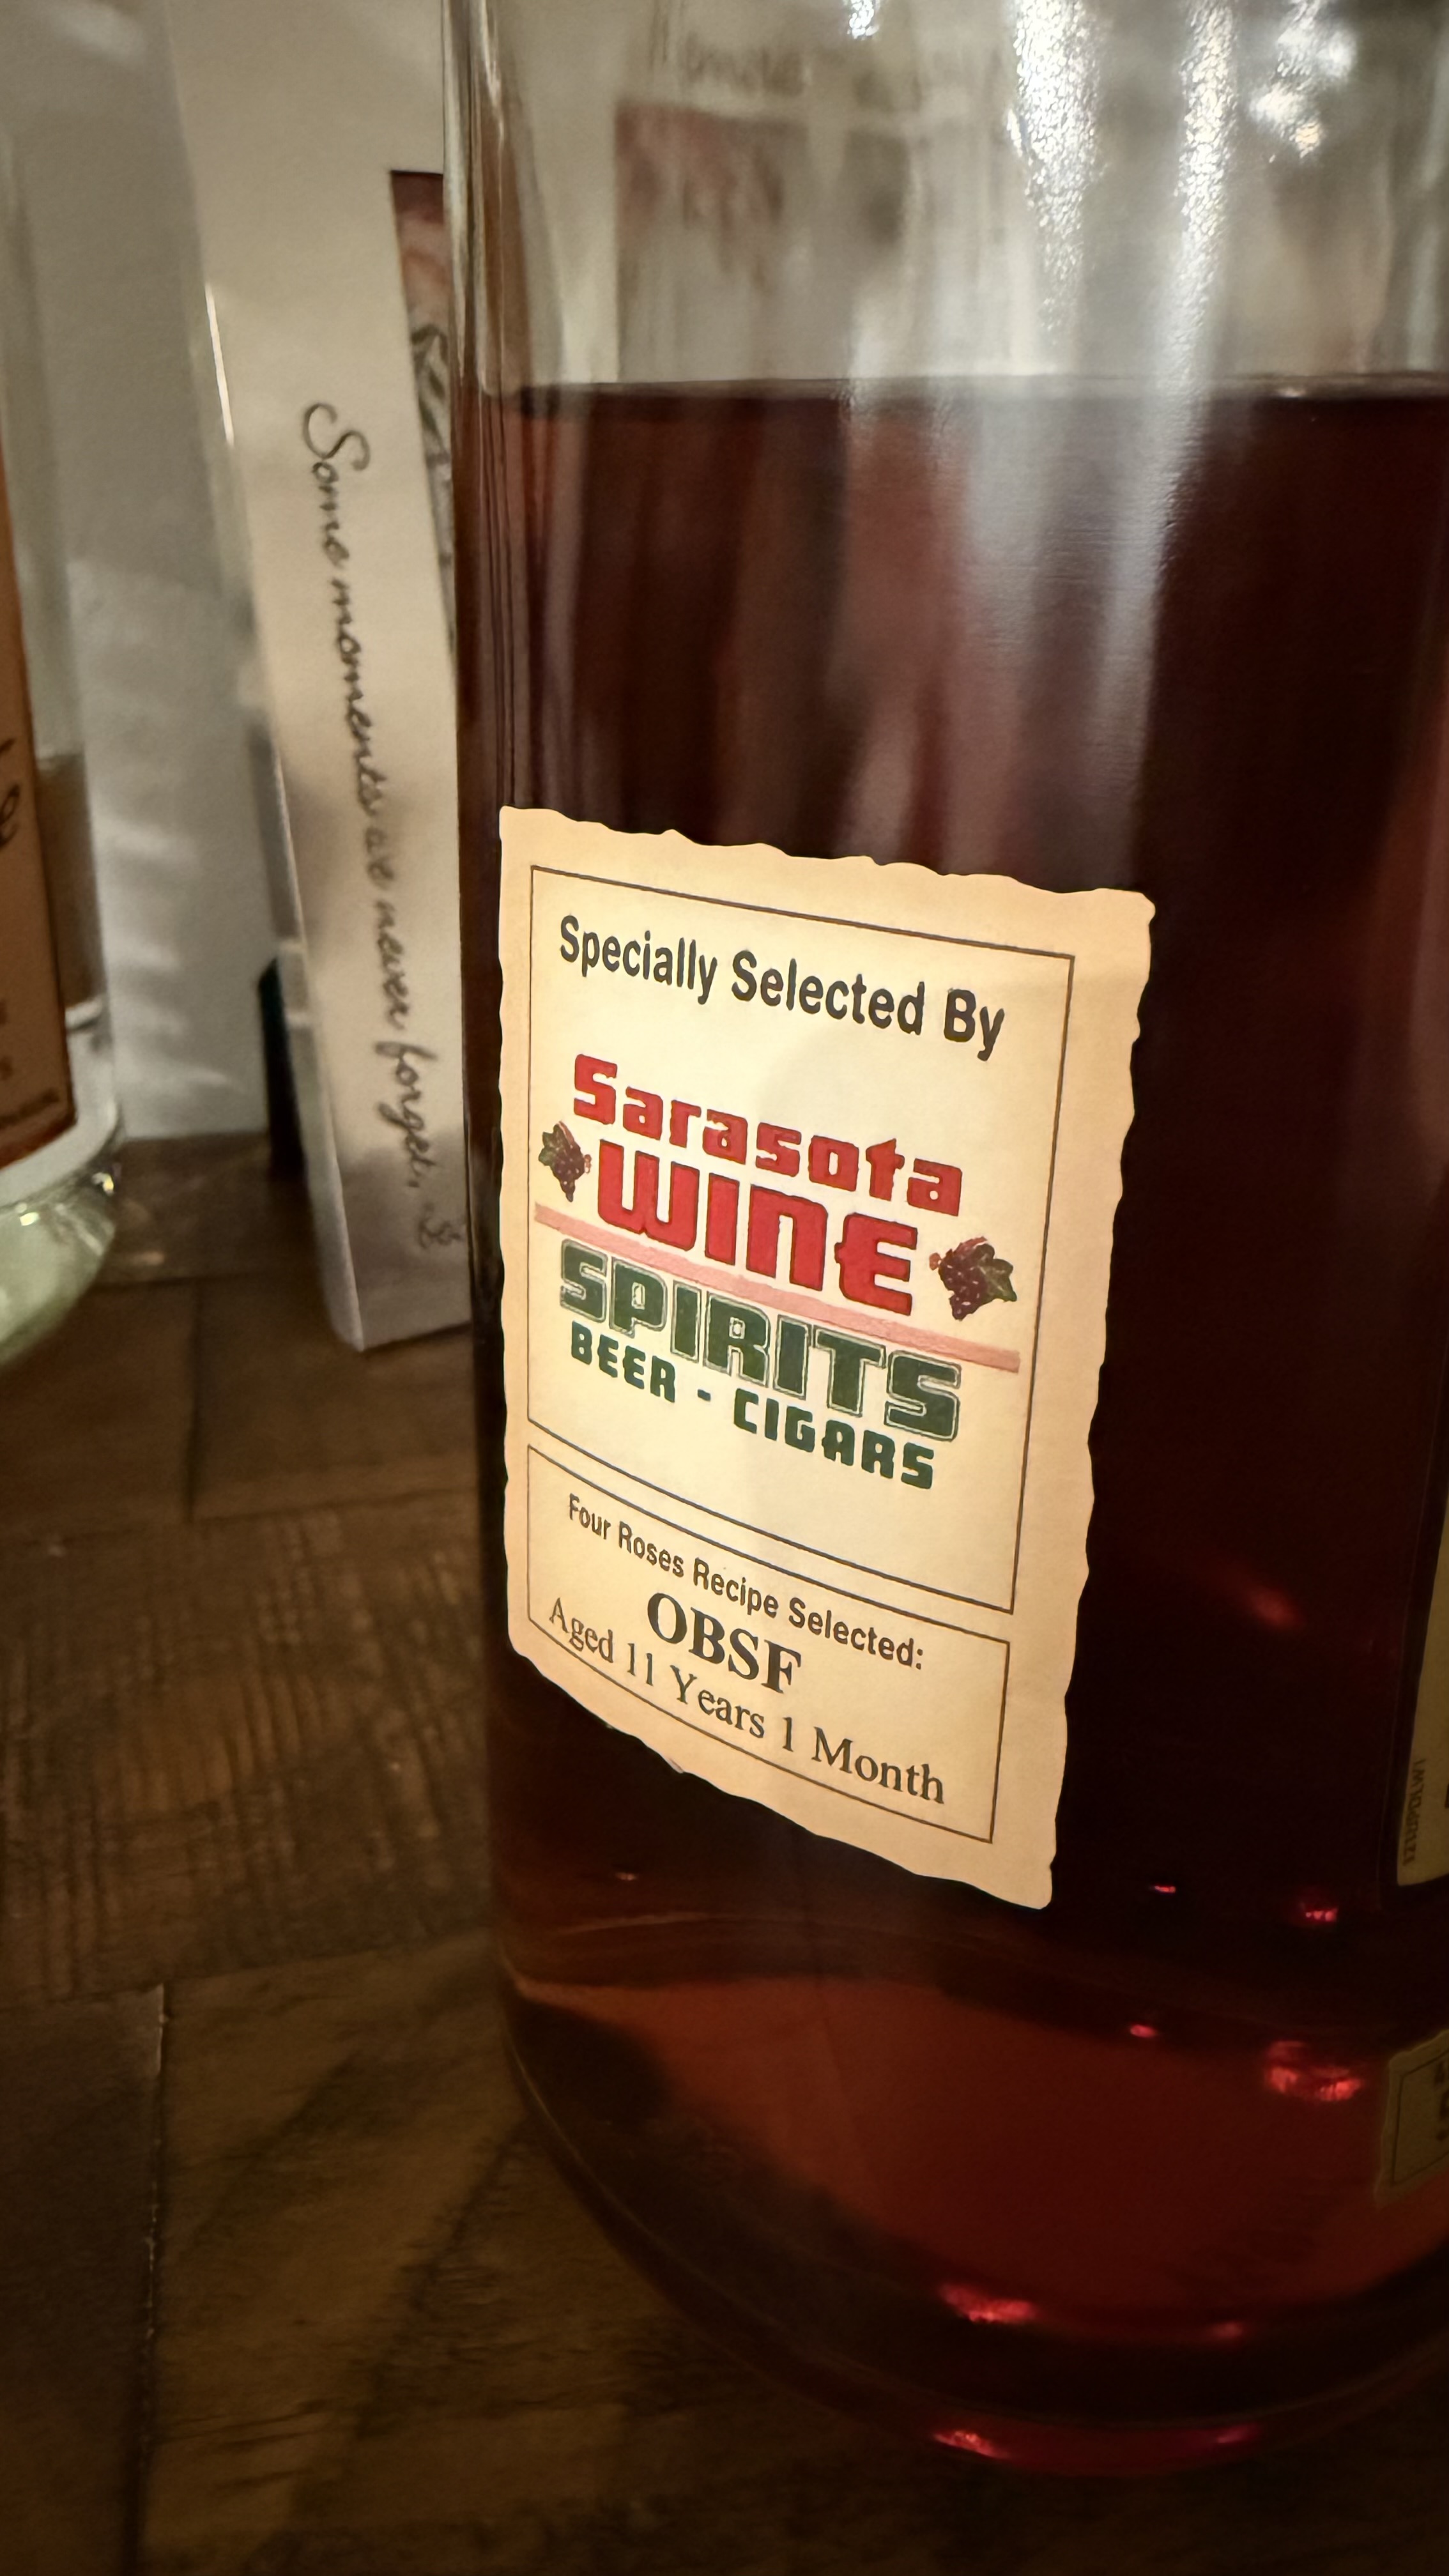 Some moments we never forget.
Specially Selected By
Sarasota
WINE
SPIRITS
BEER - CIGARS
Four Roses Recipe Selected:
OBSF
Aged 11 Years 1 Month